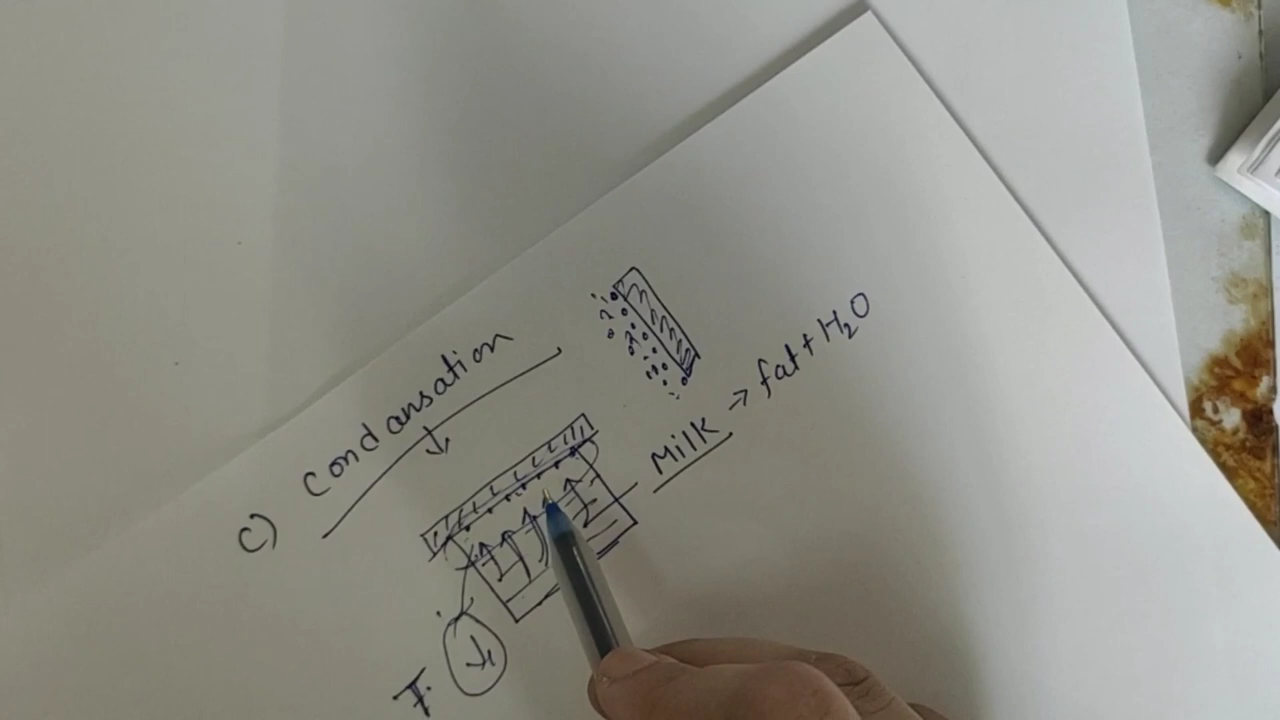 c) Condansation
Milk → fat + H₂O
T. ↓